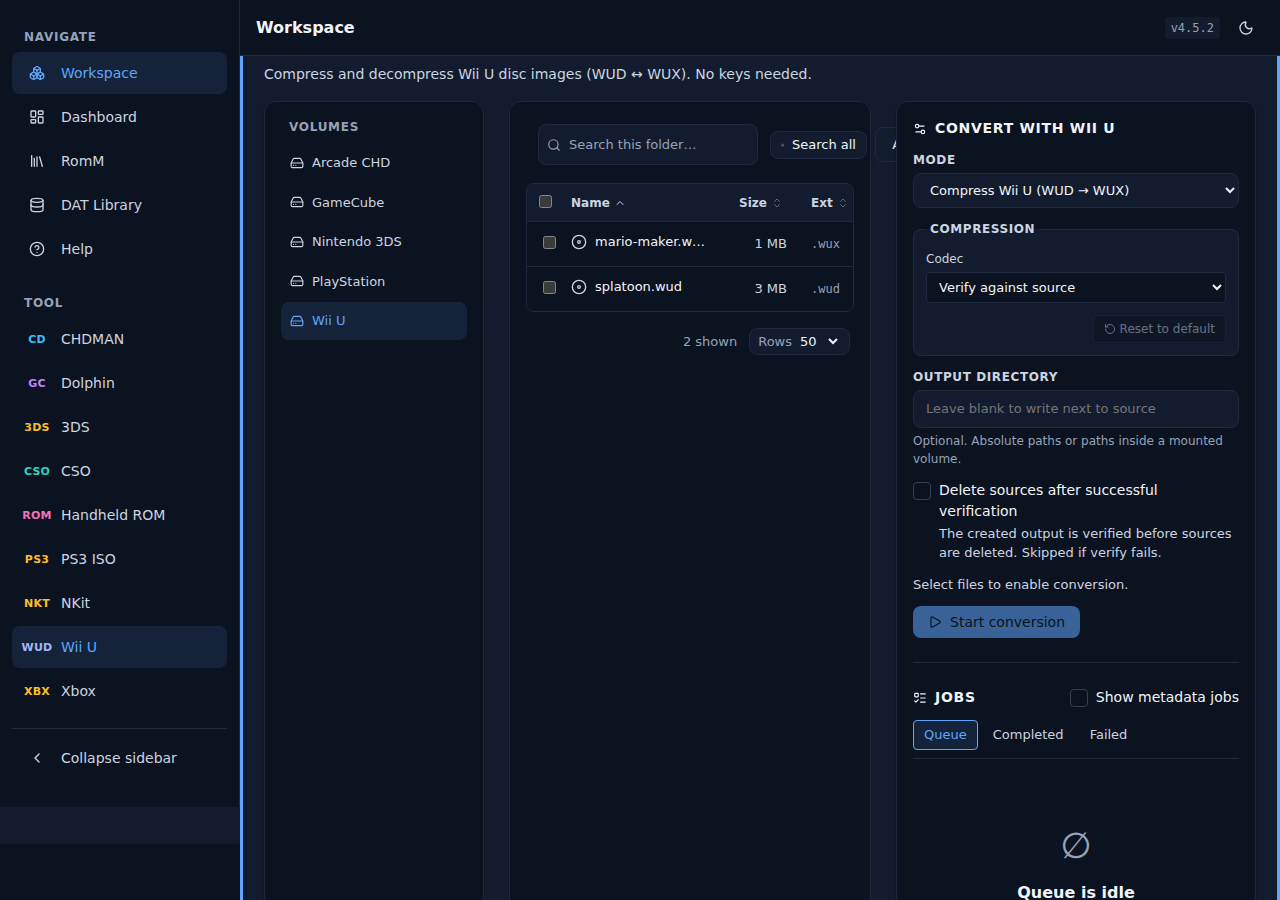 NAVIGATE
Workspace
Dashboard
RomM
DAT Library
Help
TOOL
CD CHDMAN
GC Dolphin
3DS 3DS
CSO CSO
ROM Handheld ROM
PS3 PS3 ISO
NKT NKit
WUD Wii U
XBX Xbox
Collapse sidebar
Workspace
v4.5.2
Compress and decompress Wii U disc images (WUD ↔ WUX). No keys needed.
VOLUMES
Arcade CHD
GameCube
Nintendo 3DS
PlayStation
Wii U
Search this folder…
Search all
Name Size Ext
mario-maker.w… 1 MB .wux
splatoon.wud 3 MB .wud
2 shown Rows 50
CONVERT WITH WII U
MODE
Compress Wii U (WUD → WUX)
COMPRESSION
Codec
Verify against source
Reset to default
OUTPUT DIRECTORY
Leave blank to write next to source
Optional. Absolute paths or paths inside a mounted
volume.
Delete sources after successful
verification
The created output is verified before sources
are deleted. Skipped if verify fails.
Select files to enable conversion.
Start conversion
JOBS
Show metadata jobs
Queue Completed Failed
Queue is idle